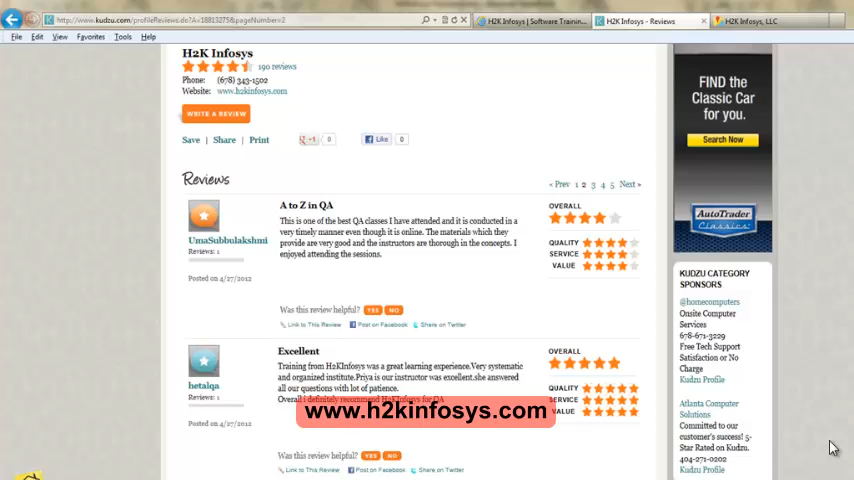 http://www.kudzu.com/profileReviews.do?A=18813275&pageNumber=2
H2K Infosys | Software Trainin...
H2K Infosys - Reviews
H2K Infosys, LLC
File Edit View Favorites Tools Help
H2K Infosys
190 reviews
Phone: (678) 343-1502
Website: www.h2kinfosys.com
WRITE A REVIEW
Save | Share | Print
+1 0
Like 0
Reviews
« Prev 1 2 3 4 5 Next »
UmaSubbulakshmi
Reviews: 1
Posted on 4/27/2012
A to Z in QA
This is one of the best QA classes I have attended and it is conducted in a
very timely manner even though it is online. The materials which they
provide are very good and the instructors are thorough in the concepts. I
enjoyed attending the sessions.
OVERALL
QUALITY
SERVICE
VALUE
Was this review helpful? YES NO
Link to This Review Post on Facebook Share on Twitter
hetalqa
Reviews: 1
Posted on 4/27/2012
Excellent
Training from H2KInfosys was a great learning experience.Very systematic
and organized institute.Priya is our instructor was excellent.she answered
all our questions with lot of patience.
Overall i definitely recommend H2KInfosys for QA
OVERALL
QUALITY
SERVICE
VALUE
www.h2kinfosys.com
Was this review helpful? YES NO
Link to This Review Post on Facebook Share on Twitter
FIND the
Classic Car
for you.
Search Now
AutoTrader
Classics
KUDZU CATEGORY
SPONSORS
@homecomputers
Onsite Computer
Services
678-671-3229
Free Tech Support
Satisfaction or No
Charge
Kudzu Profile
Atlanta Computer
Solutions
Committed to our
customer's success! 5-
Star Rated on Kudzu.
404-271-0202
Kudzu Profile